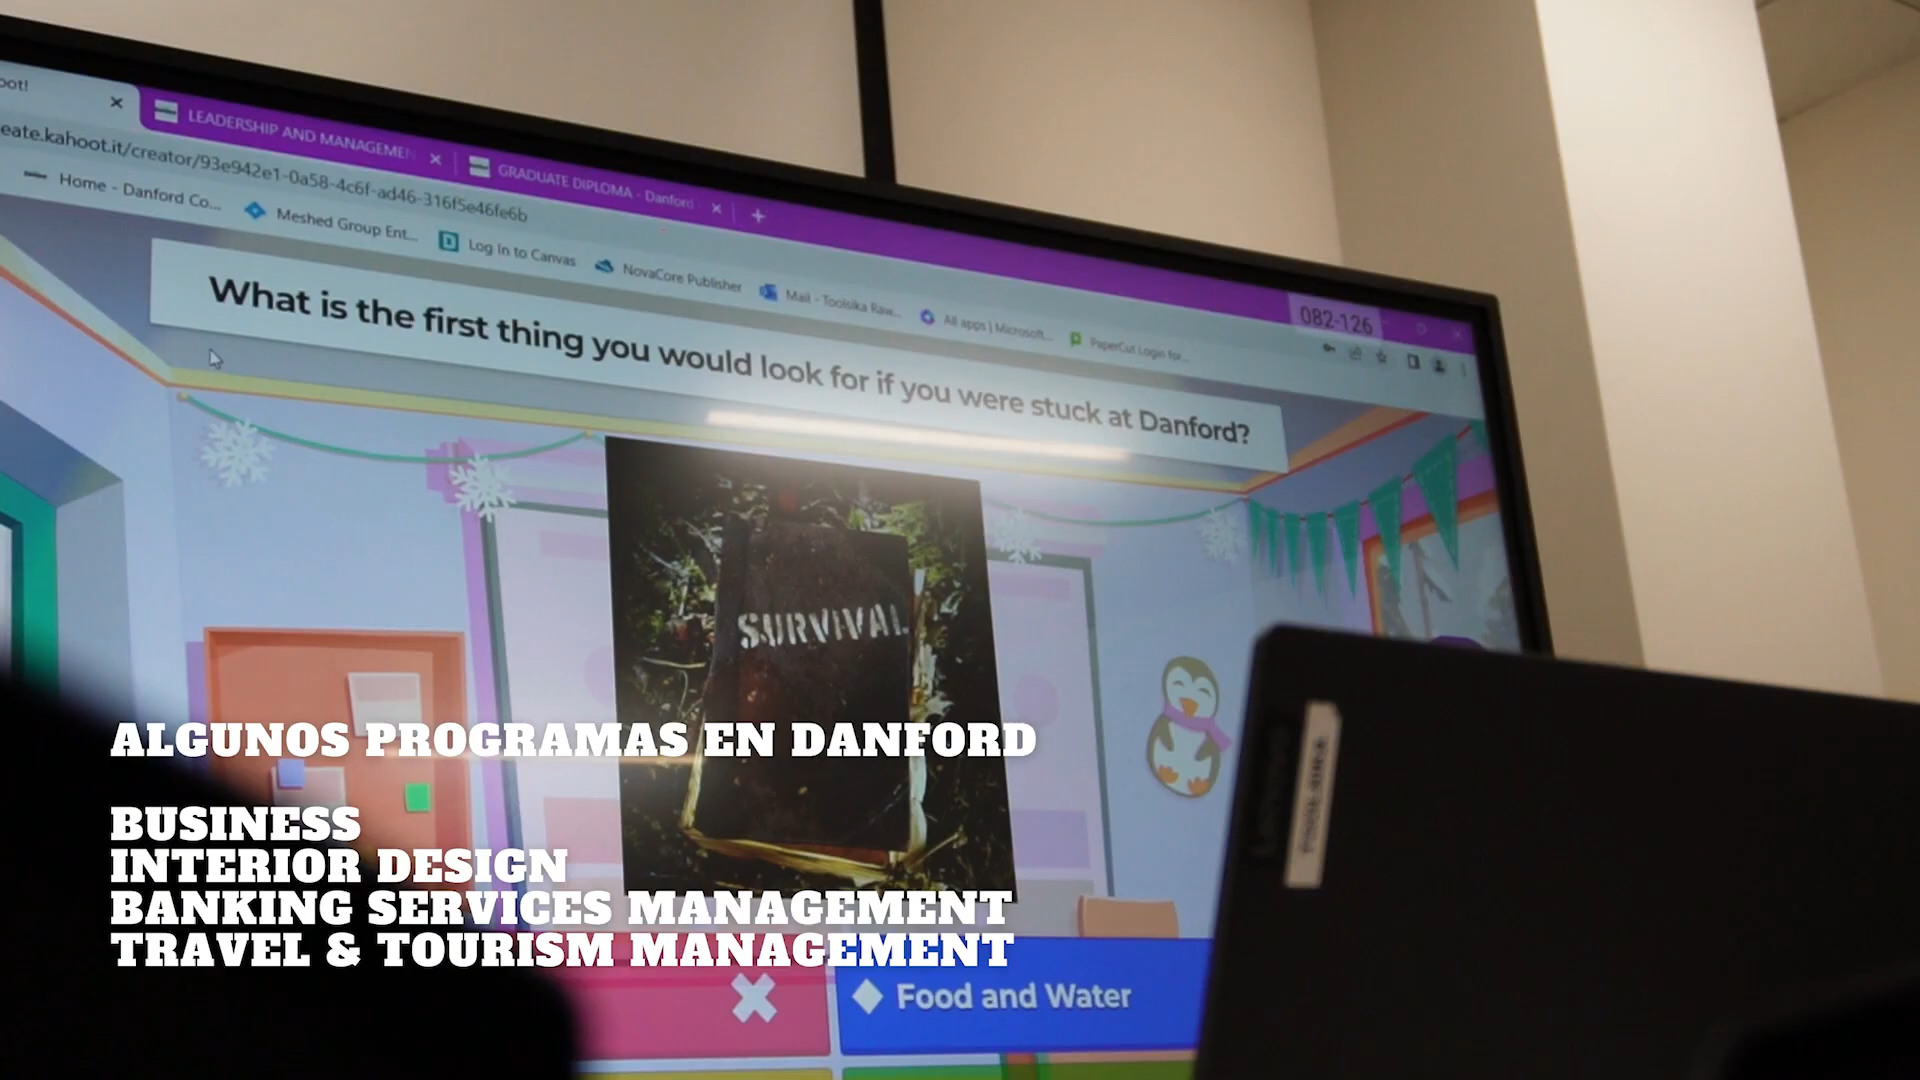 oot!
LEADERSHIP AND MANAGEMEN
GRADUATE DIPLOMA - Danford
eate.kahoot.it/creator/93e942e1-0a58-4c6f-ad46-316f5e46fe6b
Home - Danford Co...
Meshed Group Ent...
Log In to Canvas
NovaCore Publisher
Mail - Toolsika Raw...
All apps | Microsoft...
PaperCut Login for...
082-126
What is the first thing you would look for if you were stuck at Danford?
SURVIVAL
ALGUNOS PROGRAMAS EN DANFORD
BUSINESS
INTERIOR DESIGN
BANKING SERVICES MANAGEMENT
TRAVEL & TOURISM MANAGEMENT
Food and Water